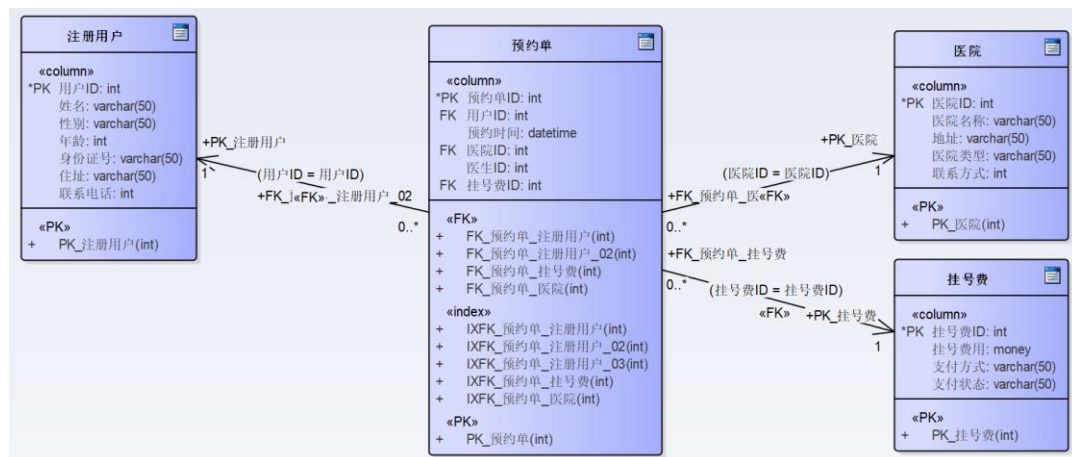 注册用户
«column»
*PK 用户ID: int
姓名: varchar(50)
性别: varchar(50)
年龄: int
身份证号: varchar(50)
住址: varchar(50)
联系电话: int
«PK»
+ PK_注册用户(int)
+PK_注册用户
1
(用户ID = 用户ID)
«FK»
_注册用户_02
0..*
预约单
«column»
*PK 预约单ID: int
FK 用户ID: int
预约时间: datetime
FK 医院ID: int
医生ID: int
FK 挂号费ID: int
«FK»
+ FK_预约单_注册用户(int)
+ FK_预约单_注册用户_02(int)
+ FK_预约单_挂号费(int)
+ FK_预约单_医院(int)
«index»
+ IXFK_预约单_注册用户(int)
+ IXFK_预约单_注册用户_02(int)
+ IXFK_预约单_注册用户_03(int)
+ IXFK_预约单_挂号费(int)
+ IXFK_预约单_医院(int)
«PK»
+ PK_预约单(int)
+PK_医院
(医院ID = 医院ID)
1
+FK_预约单_医«FK»
0..*
+FK_预约单_挂号费
0..*
(挂号费ID = 挂号费ID)
«FK»
+PK_挂号费
1
医院
«column»
*PK 医院ID: int
医院名称: varchar(50)
地址: varchar(50)
医院类型: varchar(50)
联系方式: int
«PK»
+ PK_医院(int)
挂号费
«column»
*PK 挂号费ID: int
挂号费用: money
支付方式: varchar(50)
支付状态: varchar(50)
«PK»
+ PK_挂号费(int)